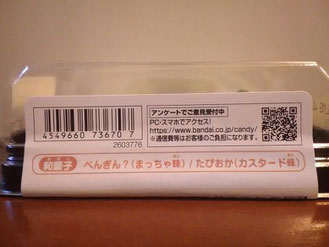 アンケートでご意見受付中
PC・スマホでアクセス!
https://www.bandai.co.jp/candy/
※通信費等はお客様のご負担になります。
4549660 736707
2603776
和菓子
ぺんぎん?(まっちゃ味)/たぴおか(カスタード味)